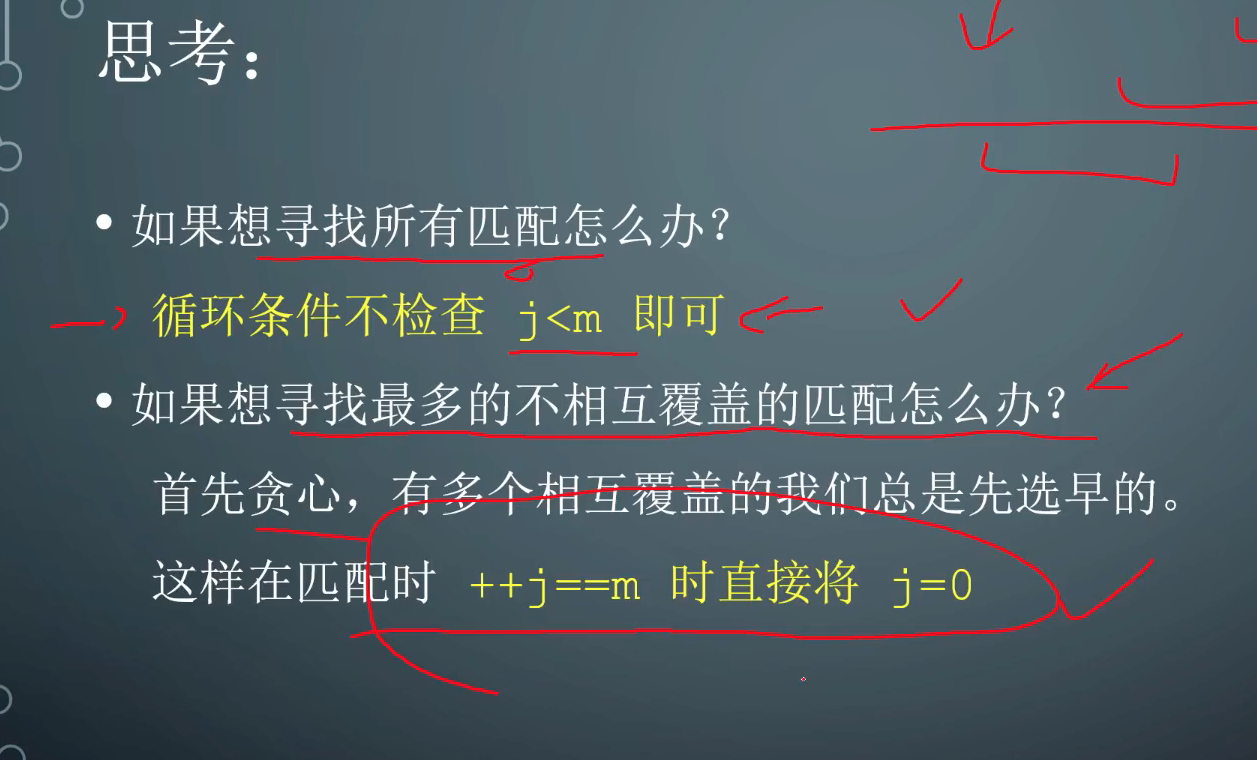 思考：
• 如果想寻找所有匹配怎么办？
循环条件不检查 j<m 即可
• 如果想寻找最多的不相互覆盖的匹配怎么办？
首先贪心，有多个相互覆盖的我们总是先选早的。
这样在匹配时 ++j==m 时直接将 j=0